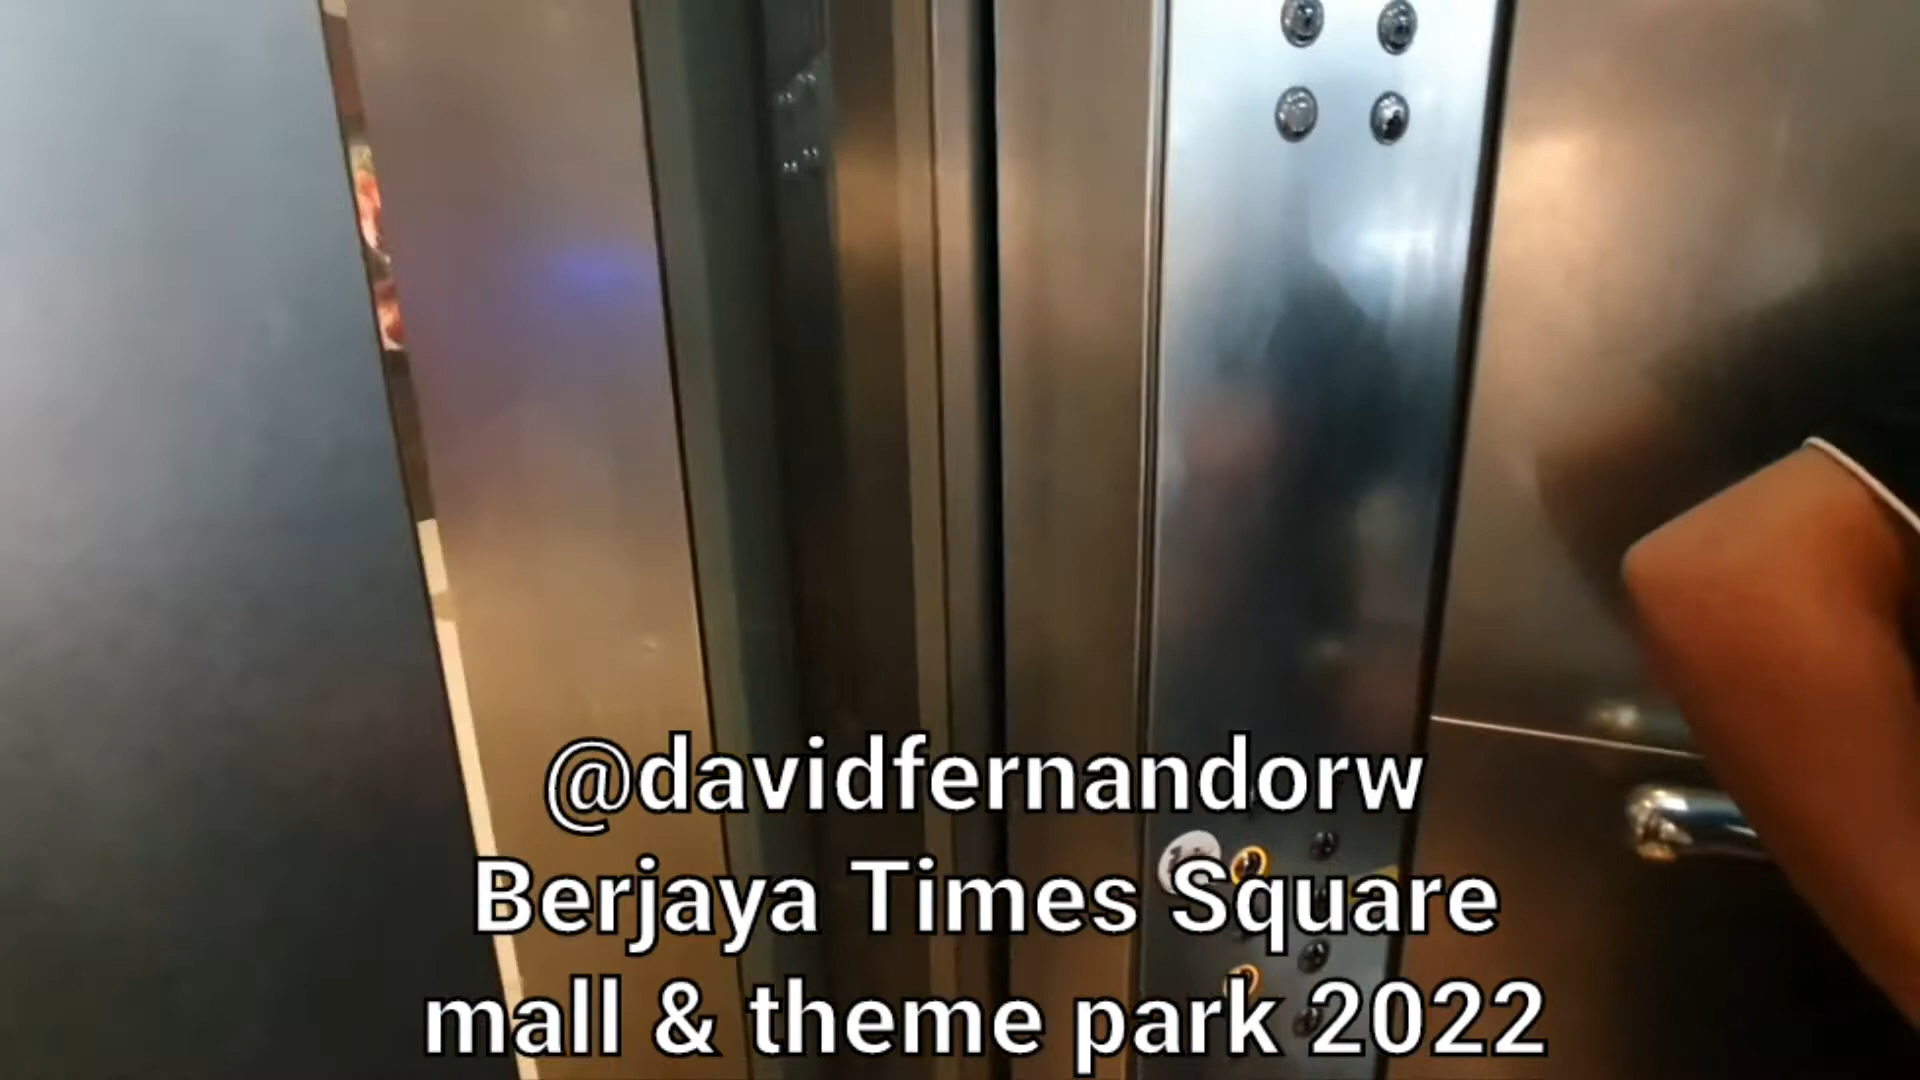 @davidfernandorw
Berjaya Times Square
mall & theme park 2022